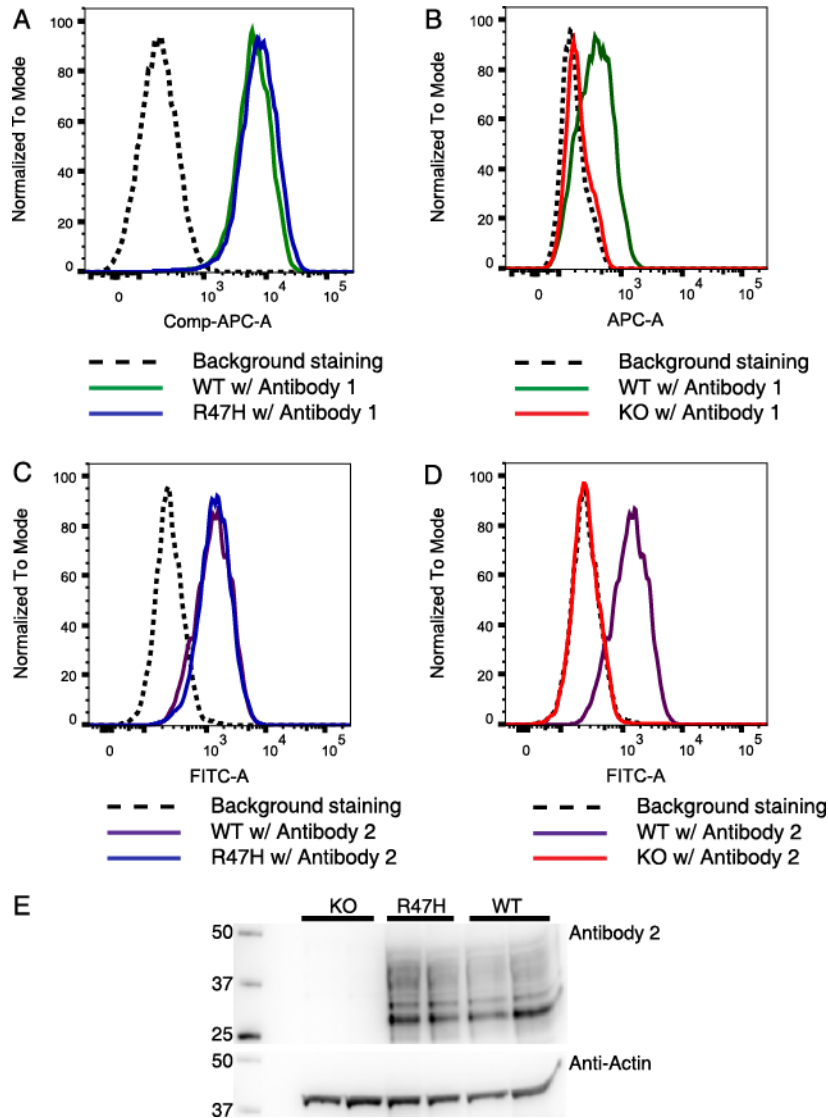 A
Normalized To Mode
100
80
60
40
20
0
0 10^3 10^4 10^5
Comp-APC-A
Background staining
WT w/ Antibody 1
R47H w/ Antibody 1
B
Normalized To Mode
100
80
60
40
20
0
0 10^3 10^4 10^5
APC-A
Background staining
WT w/ Antibody 1
KO w/ Antibody 1
C
Normalized To Mode
100
80
60
40
20
0
0 10^3 10^4 10^5
FITC-A
Background staining
WT w/ Antibody 2
R47H w/ Antibody 2
D
Normalized To Mode
100
80
60
40
20
0
0 10^3 10^4 10^5
FITC-A
Background staining
WT w/ Antibody 2
KO w/ Antibody 2
E
KO R47H WT
50
37
25
Antibody 2
50
37
Anti-Actin